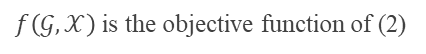 f(𝒢, 𝒳) is the objective function of (2)